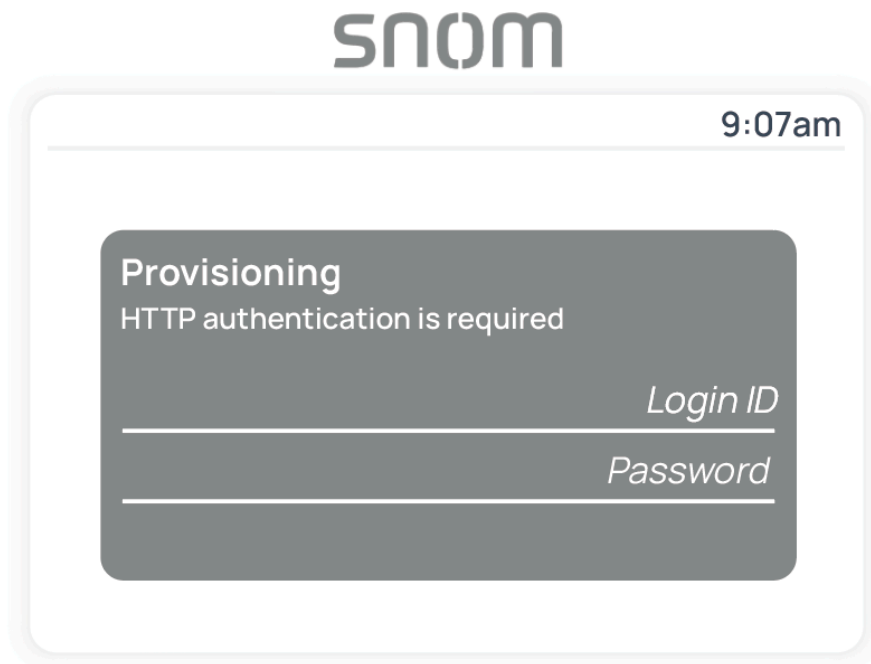 snom
9:07am
Provisioning
HTTP authentication is required
Login ID
Password